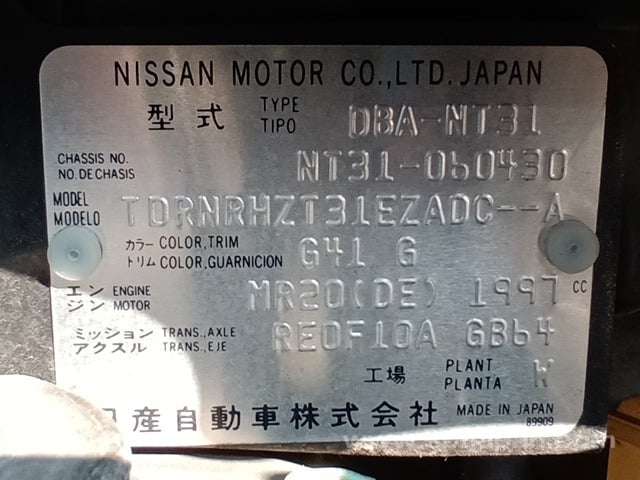 NISSAN MOTOR CO.,LTD. JAPAN
型式 TYPE TIPO DBA-NT31
CHASSIS NO. NO. DE CHASIS NT31-060430
MODEL MODELO TDRNRHZT31EZADC--A
カラー COLOR,TRIM トリム COLOR,GUARNICION G41 G
エンジン ENGINE MOTOR MR20(DE) 1997 CC
ミッション TRANS.,AXLE アクスル TRANS.,EJE RE0F10A GB64
工場 PLANT PLANTA W
日産自動車株式会社 MADE IN JAPAN
89909